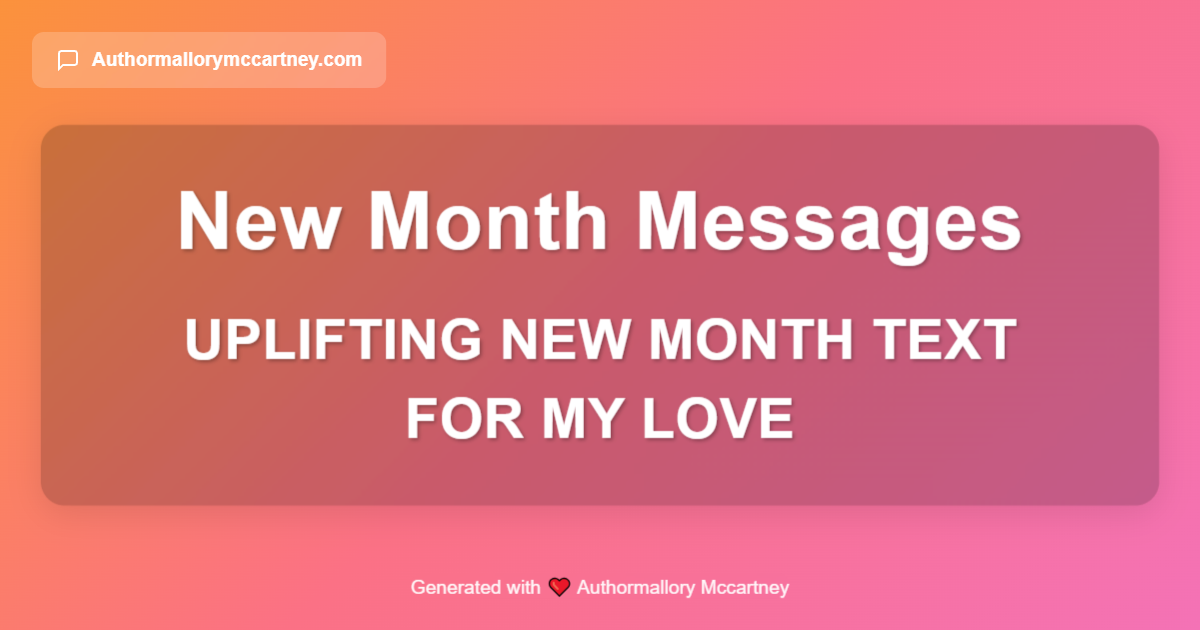 Authormallorymccartney.com
New Month Messages
UPLIFTING NEW MONTH TEXT
FOR MY LOVE
Generated with ❤️ Authormallory Mccartney